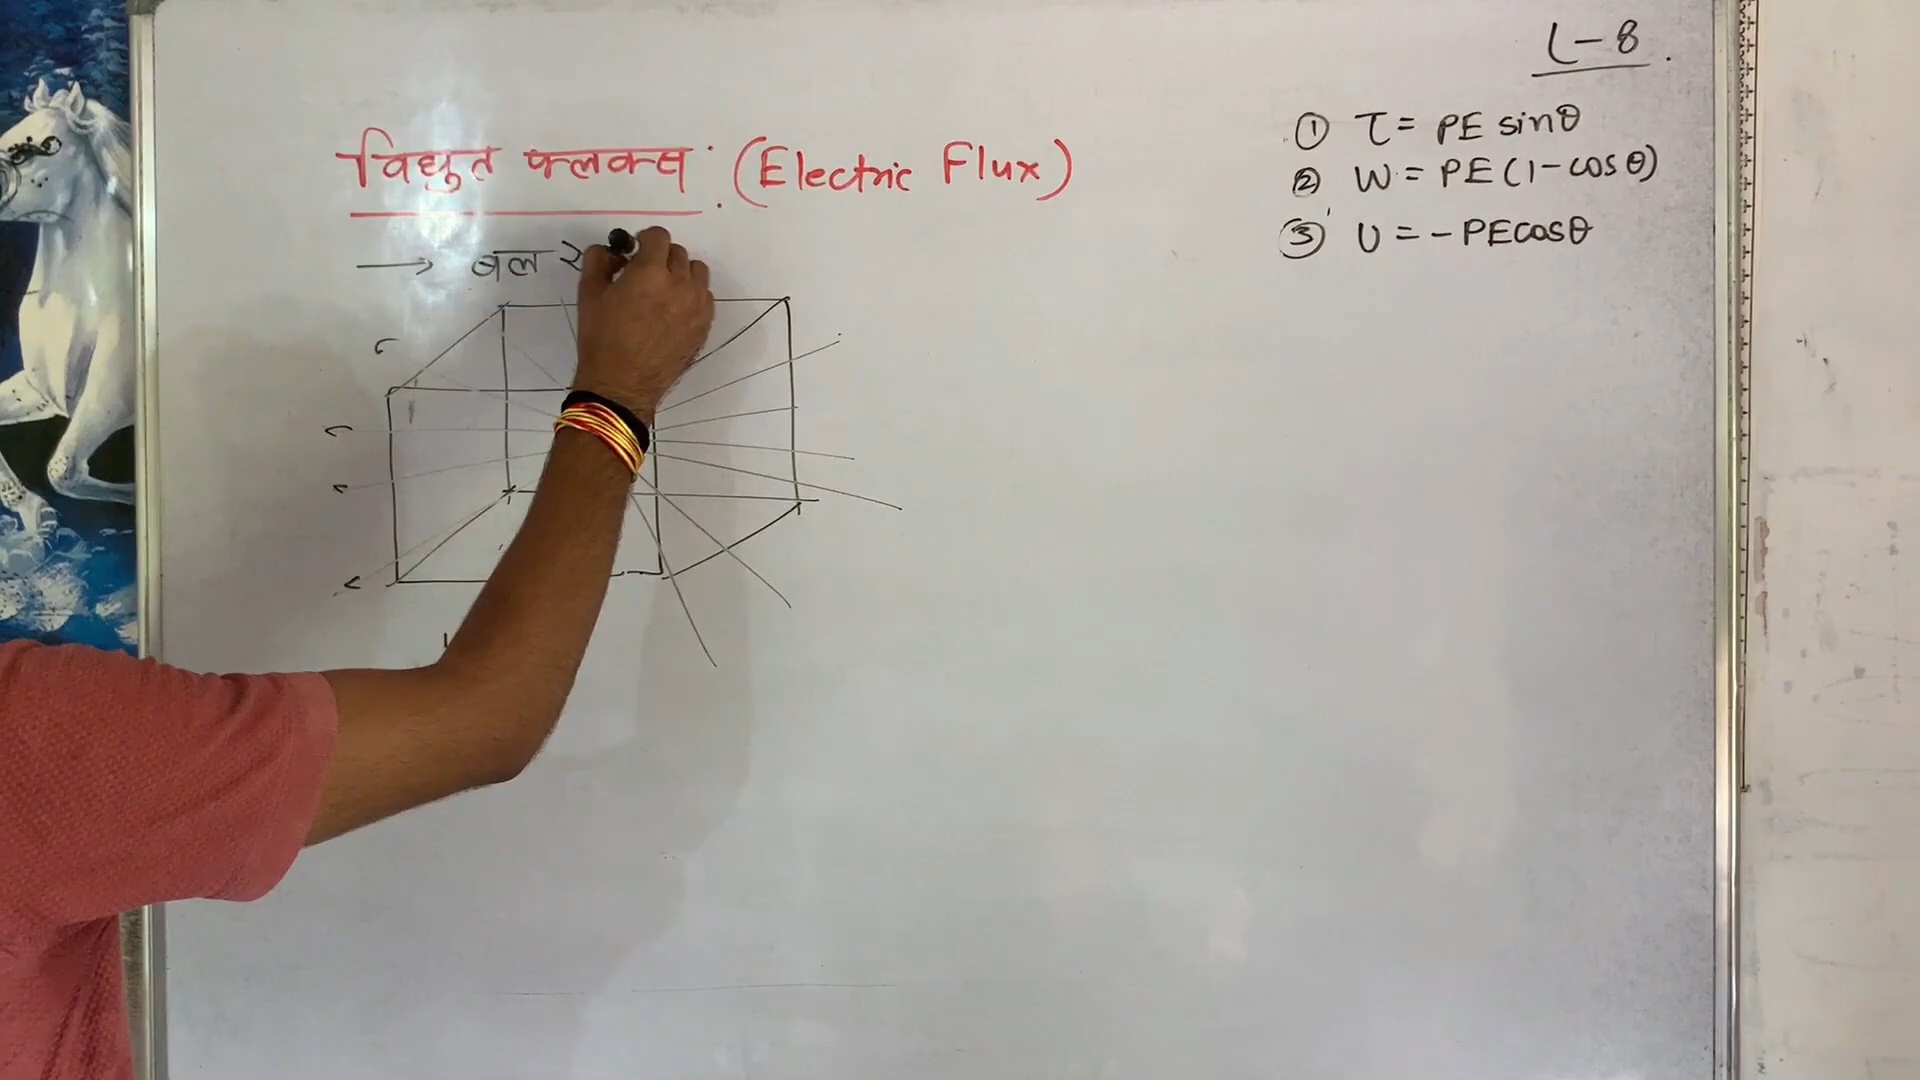 L-8.
① τ = PE sinθ
② W = PE(1-cosθ)
③ U = -PEcosθ
विधुत फ्लक्स: (Electric Flux)
→ बल